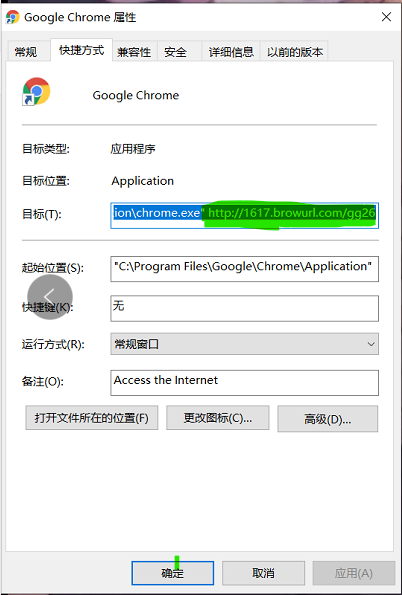 Google Chrome 属性
常规 快捷方式 兼容性 安全 详细信息 以前的版本
Google Chrome
目标类型: 应用程序
目标位置: Application
目标(T): ion\chrome.exe" http://1617.browurl.com/gg26
起始位置(S): "C:\Program Files\Google\Chrome\Application"
快捷键(K): 无
运行方式(R): 常规窗口
备注(O): Access the Internet
打开文件所在的位置(F) 更改图标(C)... 高级(D)...
确定 取消 应用(A)